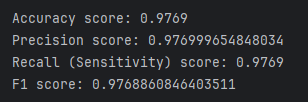 Accuracy score: 0.9769
Precision score: 0.976999654848034
Recall (Sensitivity) score: 0.9769
F1 score: 0.9768860846403511